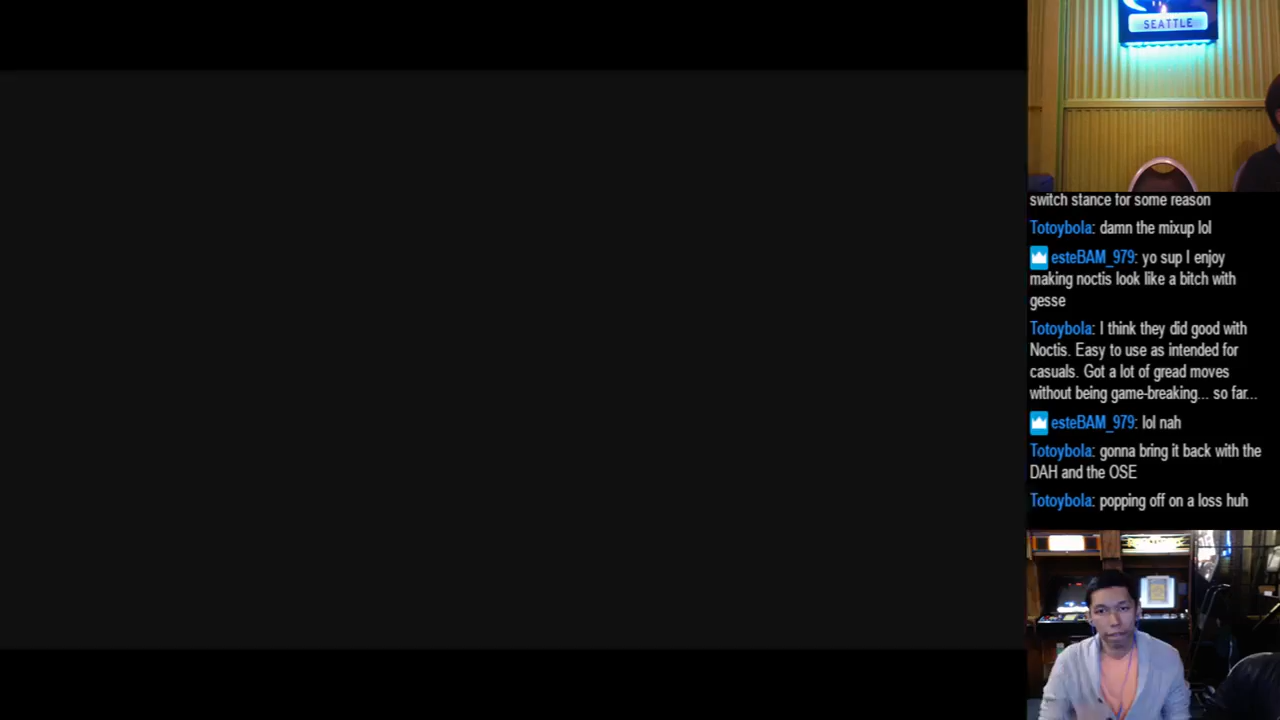 SEATTLE
switch stance for some reason
Totoybola: damn the mixup lol
esteBAM_979: yo sup I enjoy
making noctis look like a bitch with
gesse
Totoybola: I think they did good with
Noctis. Easy to use as intended for
casuals. Got a lot of gread moves
without being game-breaking... so far...
esteBAM_979: lol nah
Totoybola: gonna bring it back with the
DAH and the OSE
Totoybola: popping off on a loss huh